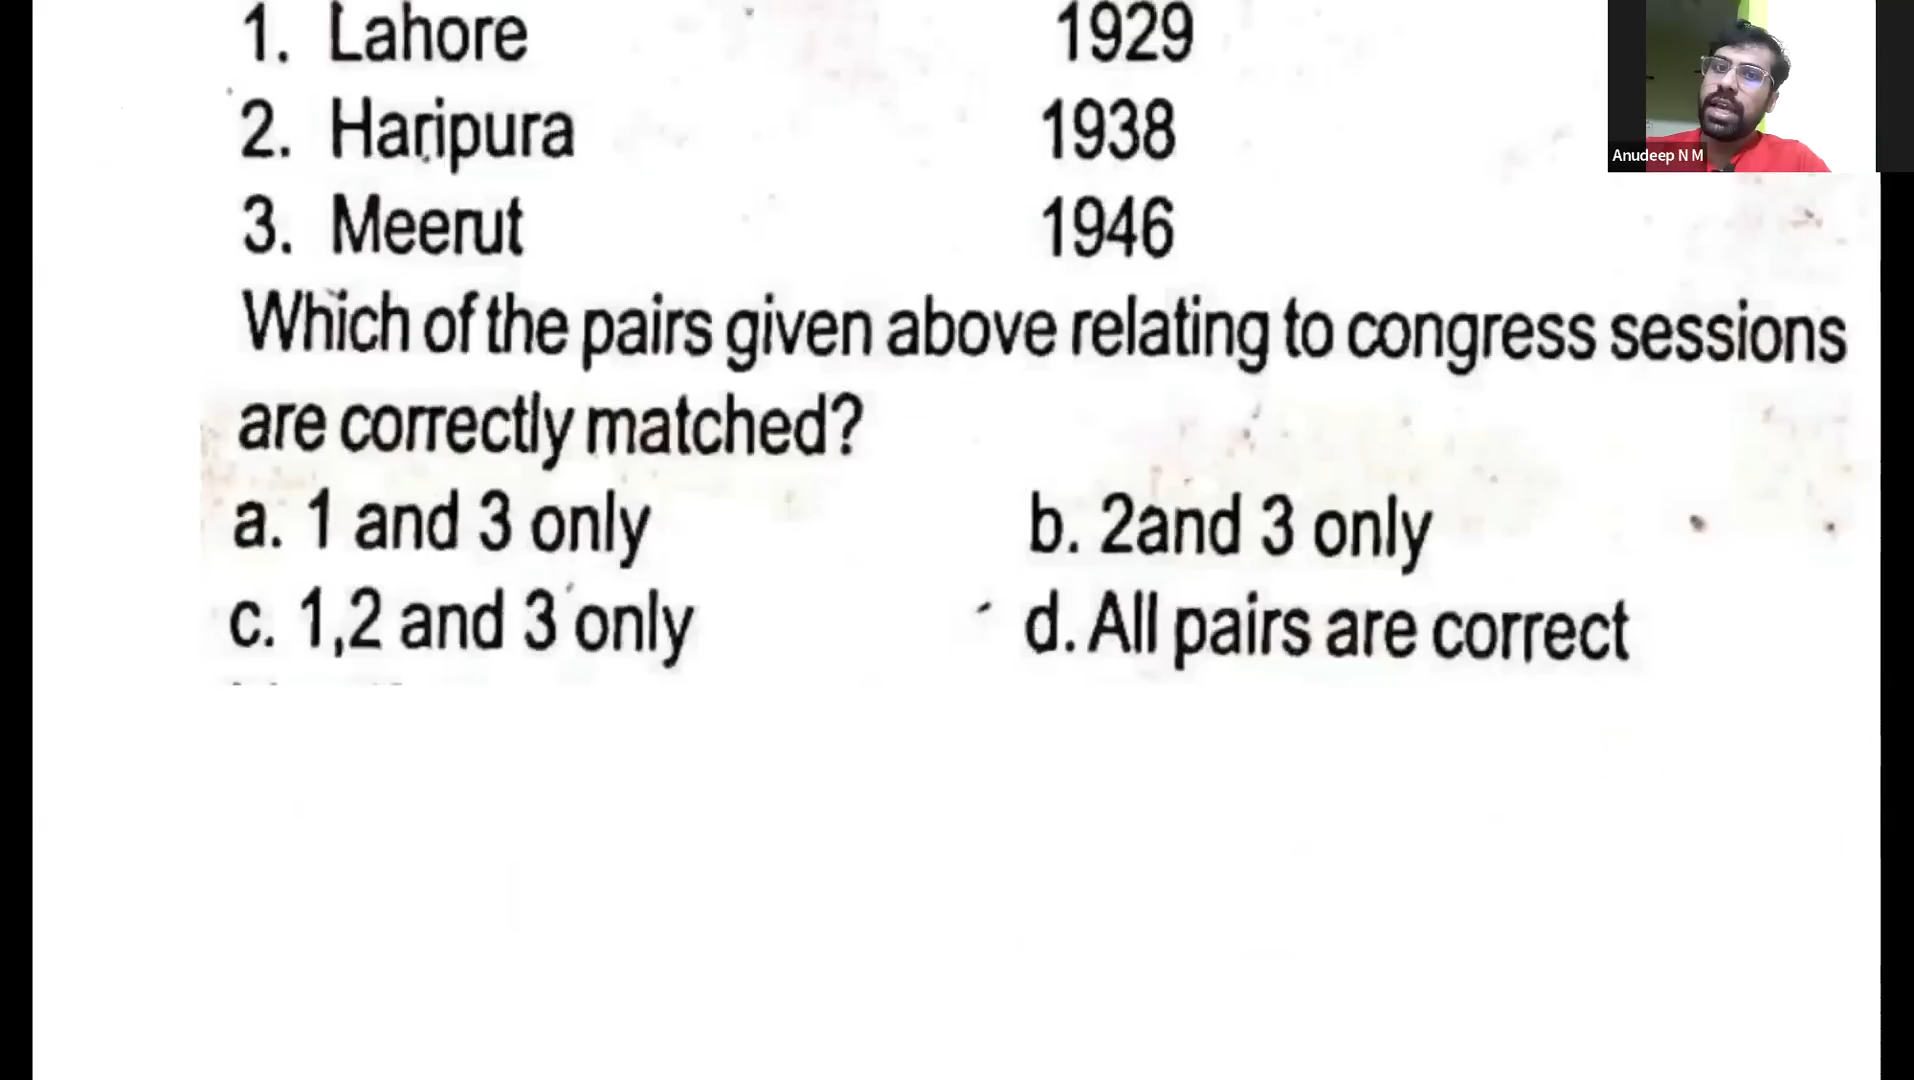 1. Lahore 1929
2. Haripura 1938
3. Meerut 1946
Which of the pairs given above relating to congress sessions
are correctly matched?
a. 1 and 3 only b. 2and 3 only
c. 1,2 and 3 only d. All pairs are correct
Anudeep N M